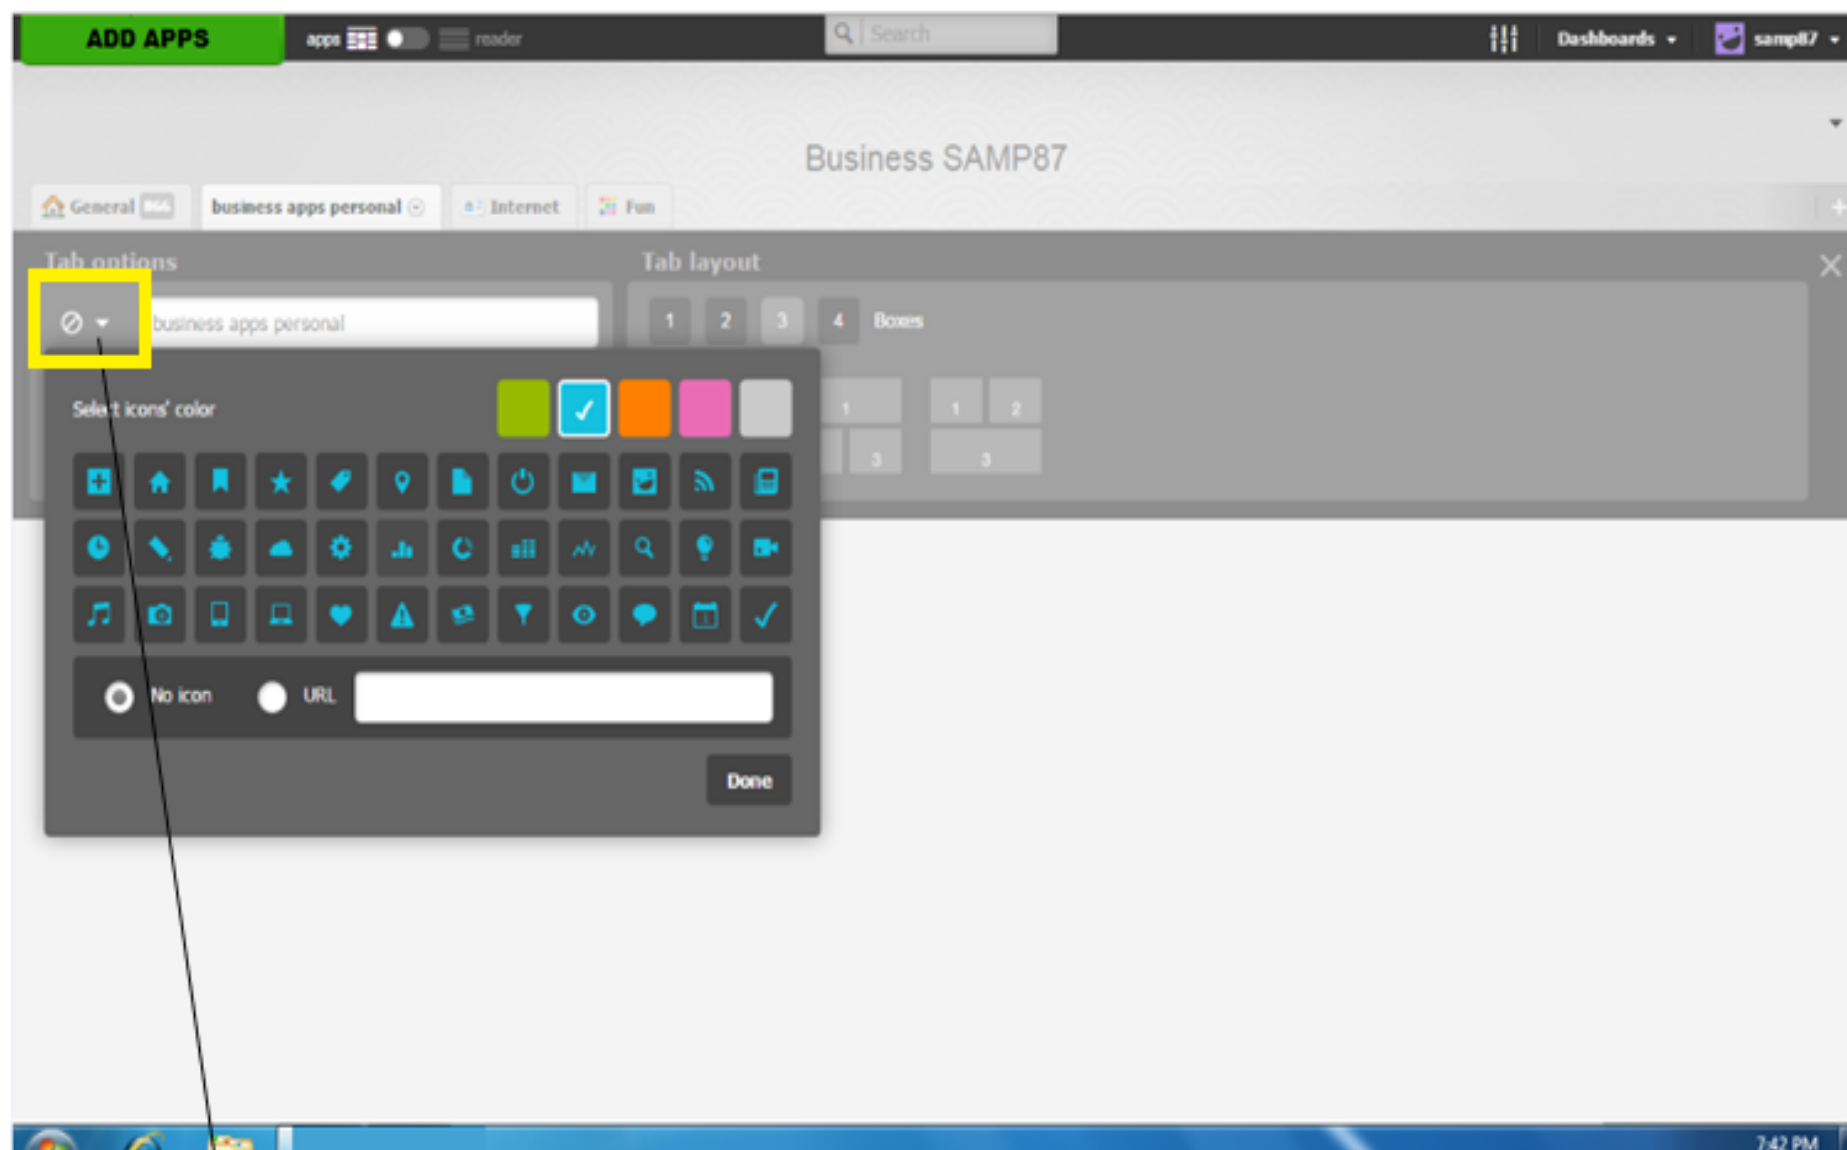 ADD APPS apps reader Search Dashboards samp87
Business SAMP87
General business apps personal Internet Fun
Tab options Tab layout
business apps personal 1 2 3 4 Boxes
Select icons' color 1 1 2
3 3
1
No icon URL
Done
7:42 PM